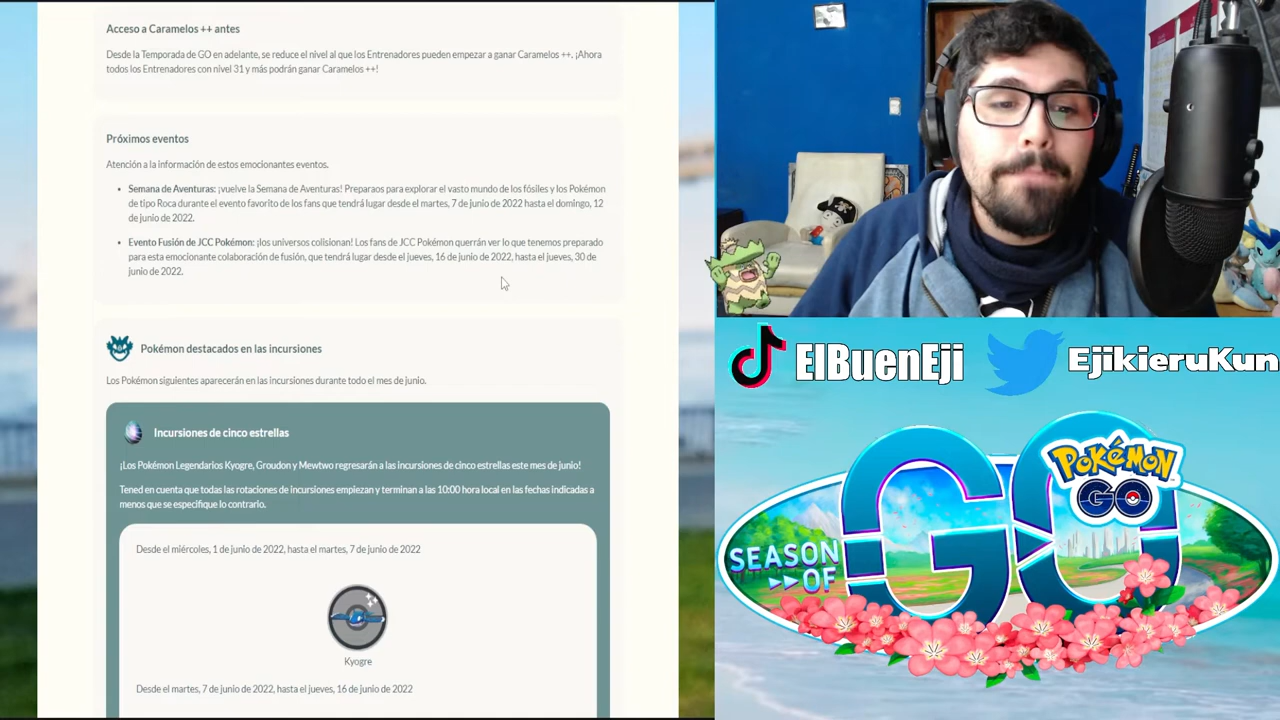 Acceso a Caramelos ++ antes
Desde la Temporada de GO en adelante, se reduce el nivel al que los Entrenadores pueden empezar a ganar Caramelos ++. ¡Ahora
todos los Entrenadores con nivel 31 y más podrán ganar Caramelos ++!
Próximos eventos
Atención a la información de estos emocionantes eventos.
• Semana de Aventuras: ¡vuelve la Semana de Aventuras! Preparaos para explorar el vasto mundo de los fósiles y los Pokémon
de tipo Roca durante el evento favorito de los fans que tendrá lugar desde el martes, 7 de junio de 2022 hasta el domingo, 12
de junio de 2022.
• Evento Fusión de JCC Pokémon: ¡los universos colisionan! Los fans de JCC Pokémon querrán ver lo que tenemos preparado
para esta emocionante colaboración de fusión, que tendrá lugar desde el jueves, 16 de junio de 2022, hasta el jueves, 30 de
junio de 2022.
Pokémon destacados en las incursiones
Los Pokémon siguientes aparecerán en las incursiones durante todo el mes de junio.
Incursiones de cinco estrellas
¡Los Pokémon Legendarios Kyogre, Groudon y Mewtwo regresarán a las incursiones de cinco estrellas este mes de junio!
Tened en cuenta que todas las rotaciones de incursiones empiezan y terminan a las 10:00 hora local en las fechas indicadas a
menos que se especifique lo contrario.
Desde el miércoles, 1 de junio de 2022, hasta el martes, 7 de junio de 2022
Kyogre
Desde el martes, 7 de junio de 2022, hasta el jueves, 16 de junio de 2022
ElBuenEji
EjikieruKun
SEASON
OF
GO
POKÉMON
GO